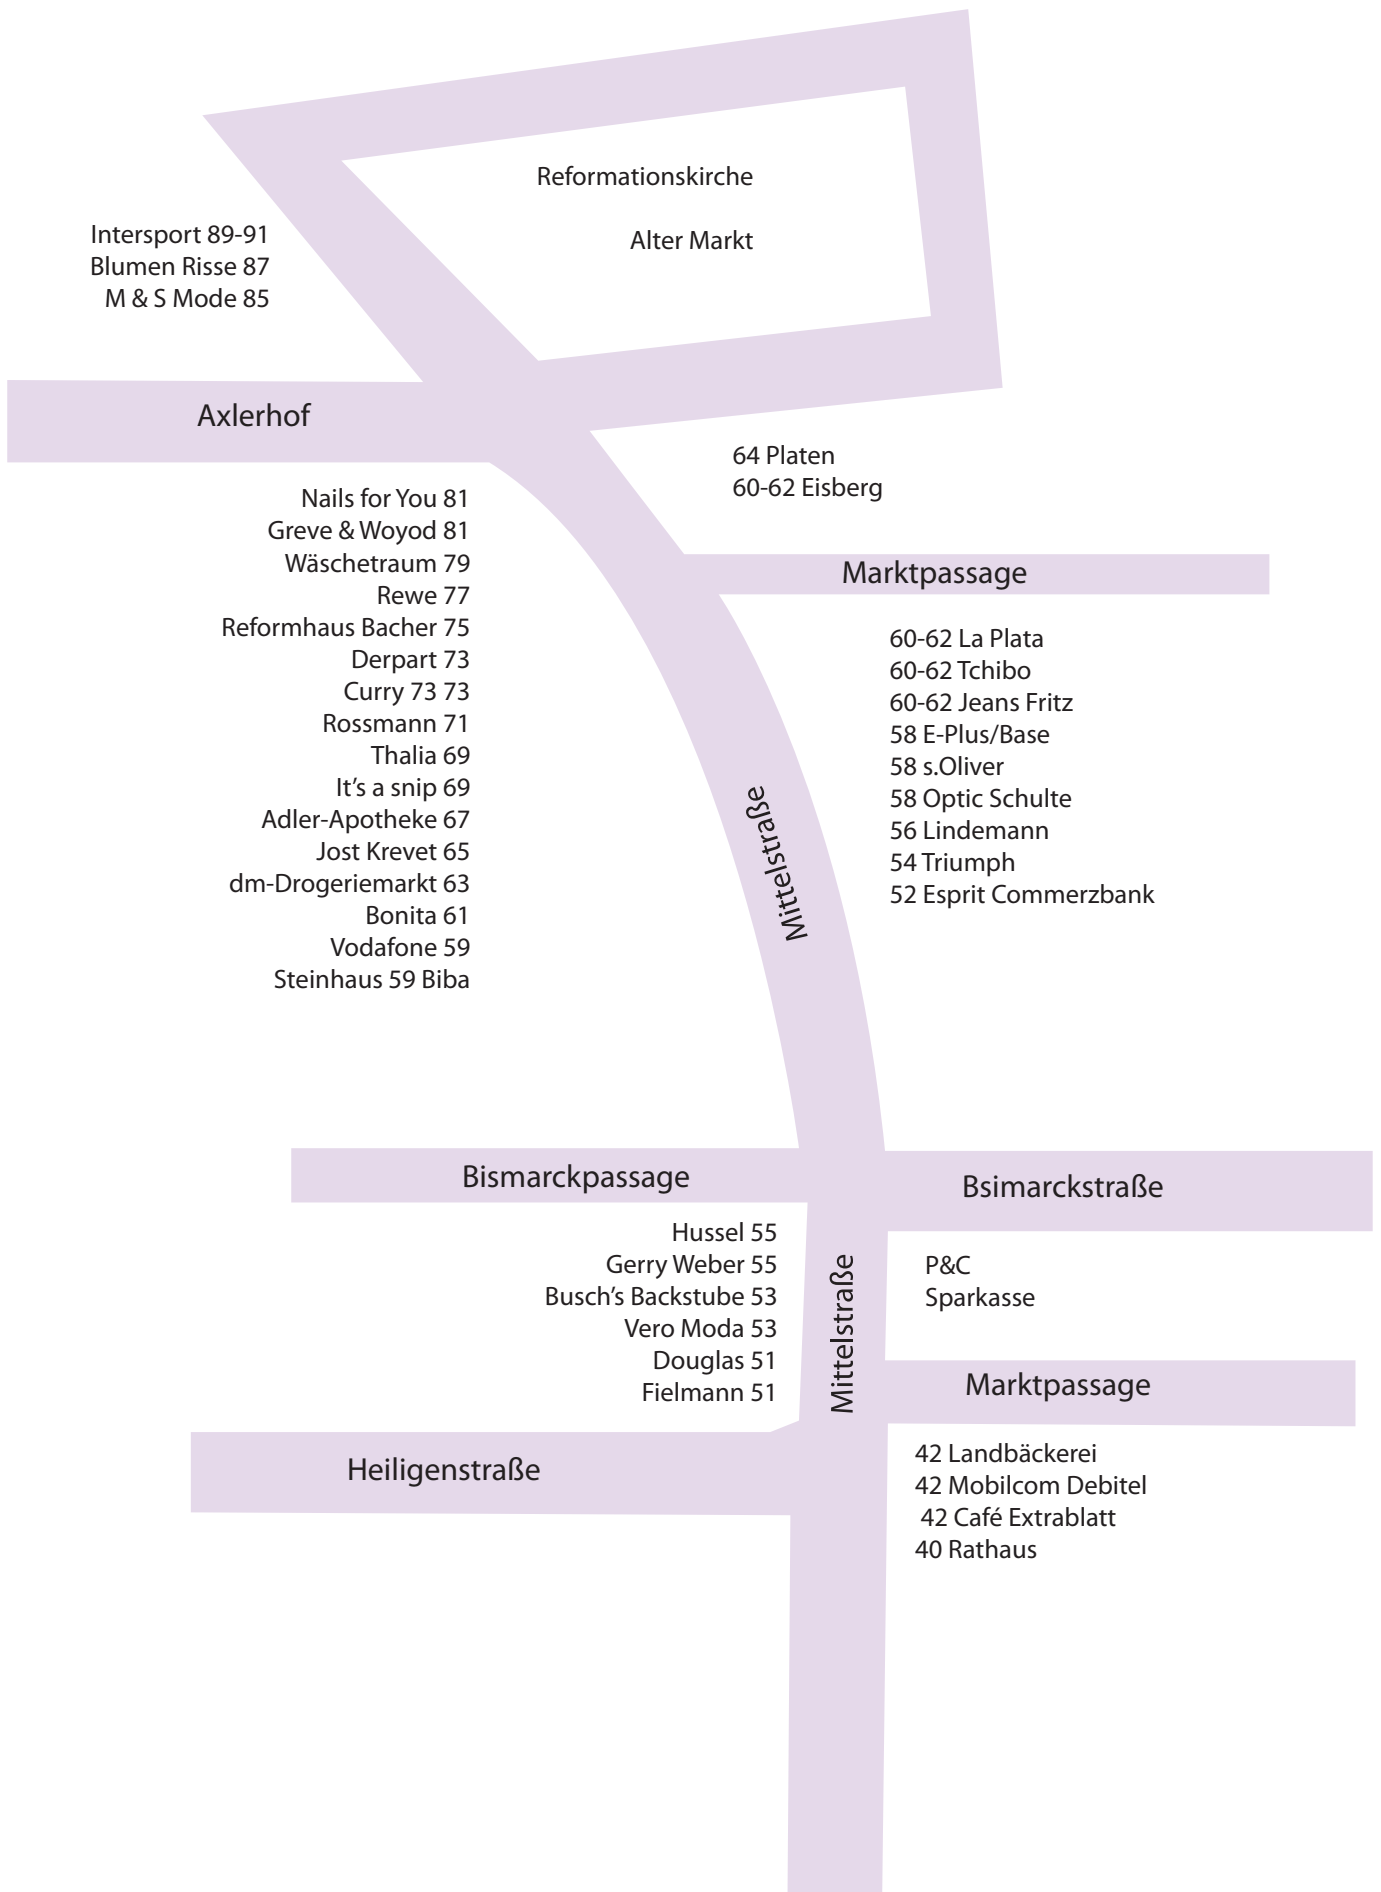 Reformationskirche
Alter Markt
Intersport 89-91
Blumen Risse 87
M & S Mode 85
Axlerhof
64 Platen
60-62 Eisberg
Nails for You 81
Greve & Woyod 81
Wäschetraum 79
Rewe 77
Reformhaus Bacher 75
Derpart 73
Curry 73 73
Rossmann 71
Thalia 69
It’s a snip 69
Adler-Apotheke 67
Jost Krevet 65
dm-Drogeriemarkt 63
Bonita 61
Vodafone 59
Steinhaus 59 Biba
Marktpassage
60-62 La Plata
60-62 Tchibo
60-62 Jeans Fritz
58 E-Plus/Base
58 s.Oliver
58 Optic Schulte
56 Lindemann
54 Triumph
52 Esprit Commerzbank
Mittelstraße
Bismarckpassage
Bsimarckstraße
Hussel 55
Gerry Weber 55
Busch’s Backstube 53
Vero Moda 53
Douglas 51
Fielmann 51
Mittelstraße
P&C
Sparkasse
Marktpassage
Heiligenstraße
42 Landbäckerei
42 Mobilcom Debitel
42 Café Extrablatt
40 Rathaus